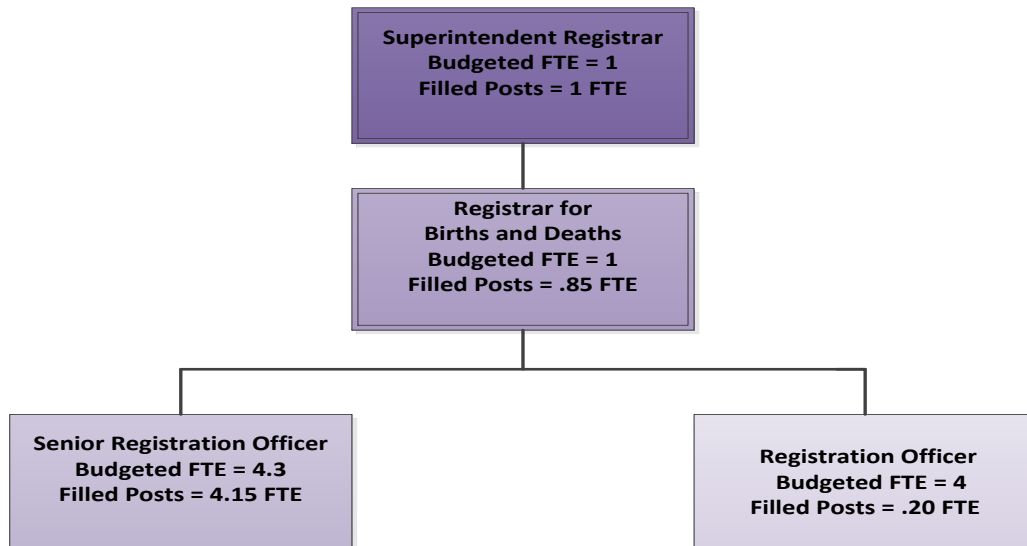 Superintendent Registrar
Budgeted FTE = 1
Filled Posts = 1 FTE
Registrar for
Births and Deaths
Budgeted FTE = 1
Filled Posts = .85 FTE
Senior Registration Officer
Budgeted FTE = 4.3
Filled Posts = 4.15 FTE
Registration Officer
Budgeted FTE = 4
Filled Posts = .20 FTE